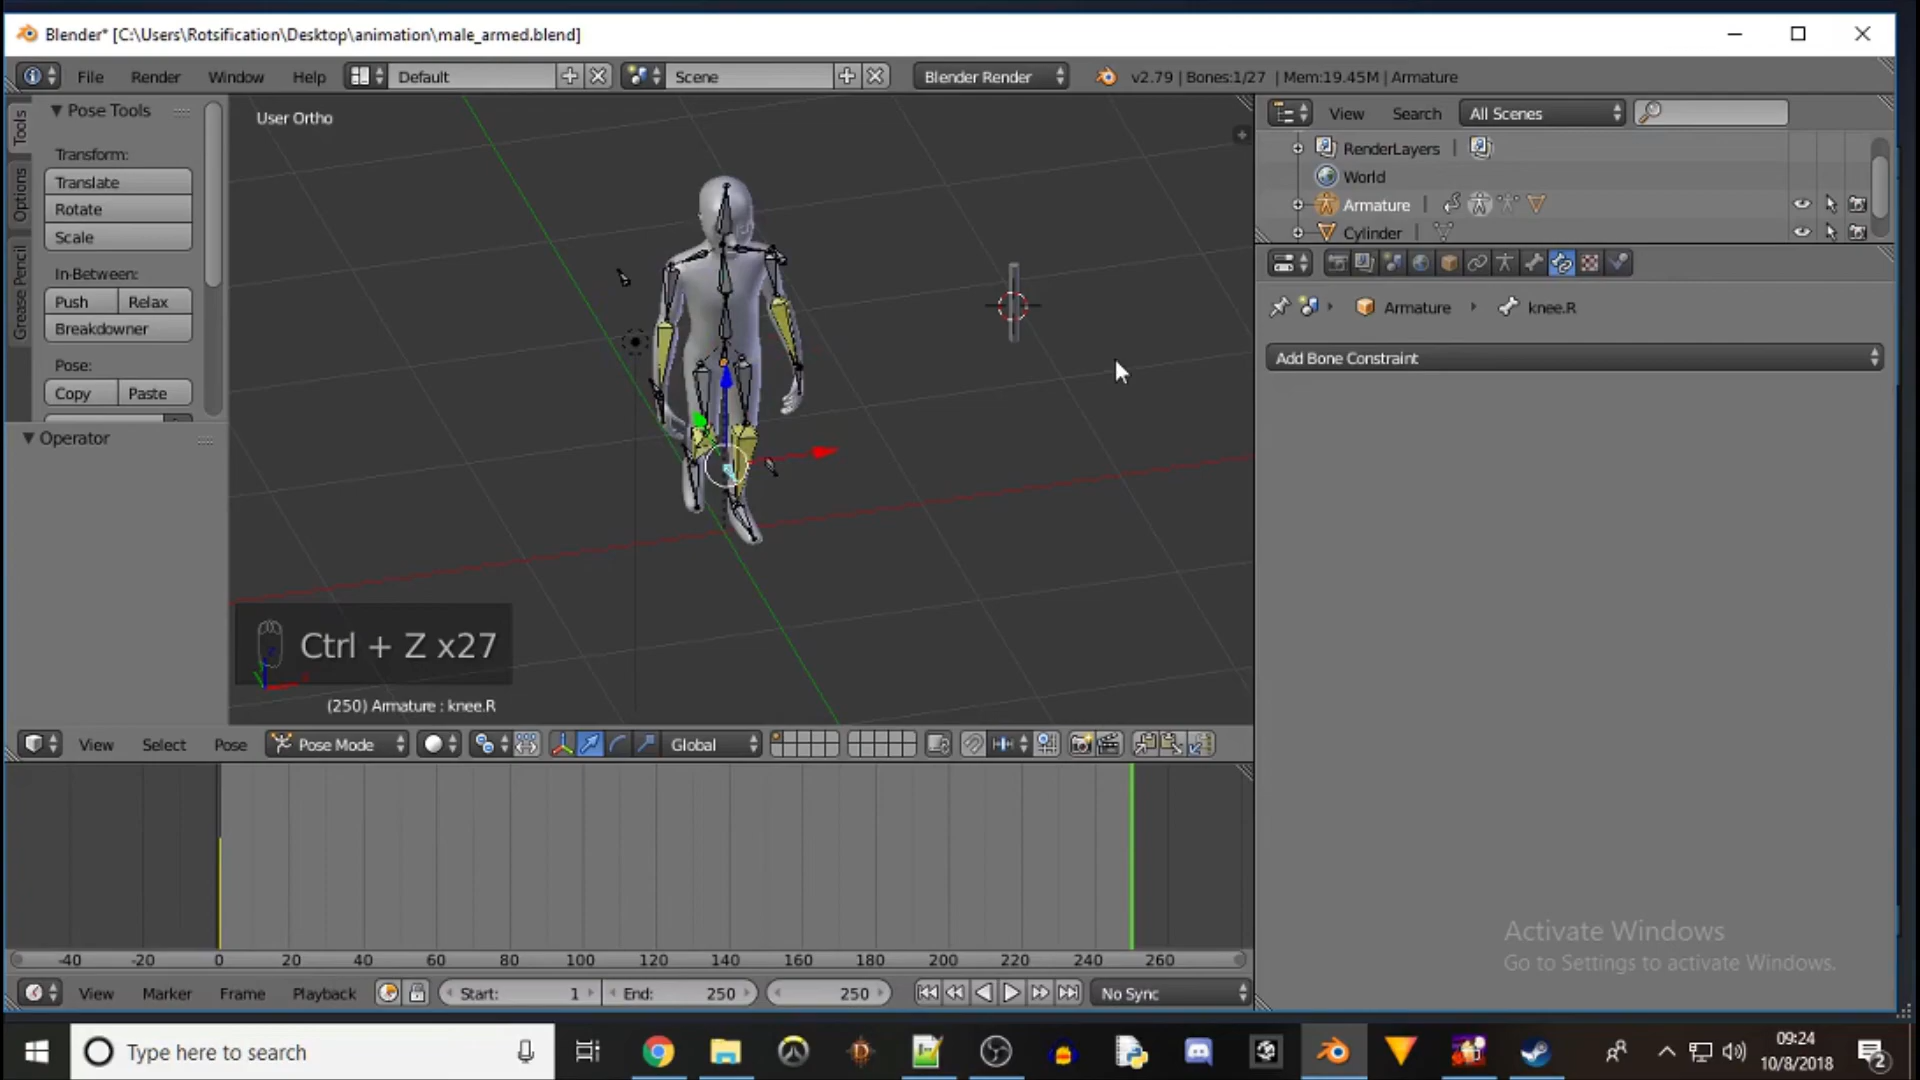 Blender* [C:\Users\Rotsification\Desktop\animation\male_armed.blend]
File Render Window Help Default Scene Blender Render v2.79 | Bones:1/27 | Mem:19.45M | Armature
Tools
Options
Grease Pencil
Pose Tools
Transform:
Translate
Rotate
Scale
In-Between:
Push Relax
Breakdowner
Pose:
Copy Paste
Operator
User Ortho
Ctrl + Z x27
(250) Armature : knee.R
View Select Pose Pose Mode Global
View Search All Scenes
RenderLayers
World
Armature
Cylinder
Armature knee.R
Add Bone Constraint
Activate Windows
Go to Settings to activate Windows.
-40 -20 0 20 40 60 80 100 120 140 160 180 200 220 240 260
View Marker Frame Playback Start: 1 End: 250 250 No Sync
Type here to search
09:24
10/8/2018
2